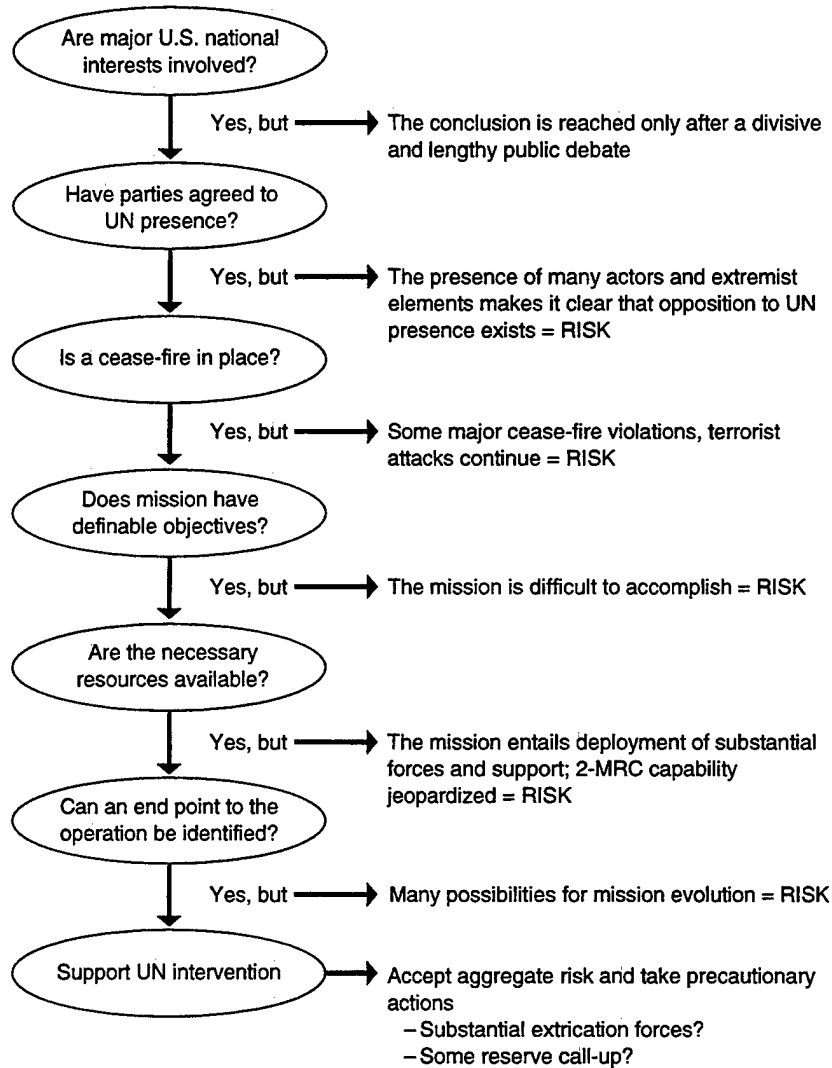 Are major U.S. national
interests involved?
Yes, but
The conclusion is reached only after a divisive
and lengthy public debate
Have parties agreed to
UN presence?
Yes, but
The presence of many actors and extremist
elements makes it clear that opposition to UN
presence exists = RISK
Is a cease-fire in place?
Yes, but
Some major cease-fire violations, terrorist
attacks continue = RISK
Does mission have
definable objectives?
Yes, but
The mission is difficult to accomplish = RISK
Are the necessary
resources available?
Yes, but
The mission entails deployment of substantial
forces and support; 2-MRC capability
jeopardized = RISK
Can an end point to the
operation be identified?
Yes, but
Many possibilities for mission evolution = RISK
Support UN intervention
Accept aggregate risk and take precautionary
actions
– Substantial extrication forces?
– Some reserve call-up?